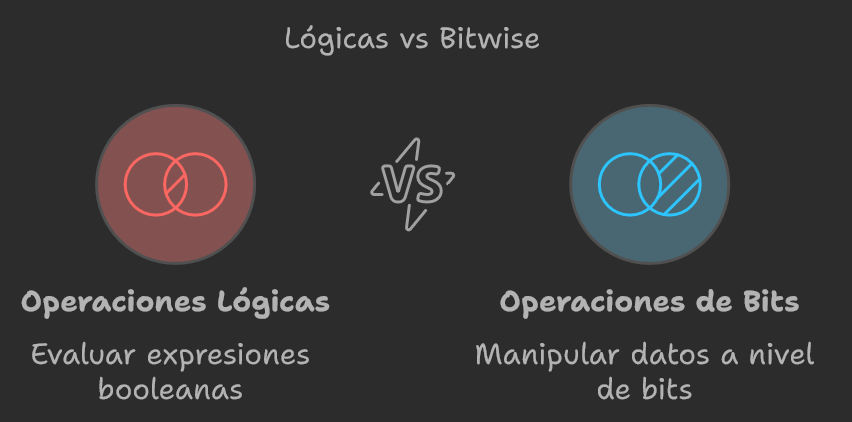 Lógicas vs Bitwise
VS
Operaciones Lógicas
Evaluar expresiones
booleanas
Operaciones de Bits
Manipular datos a nivel
de bits